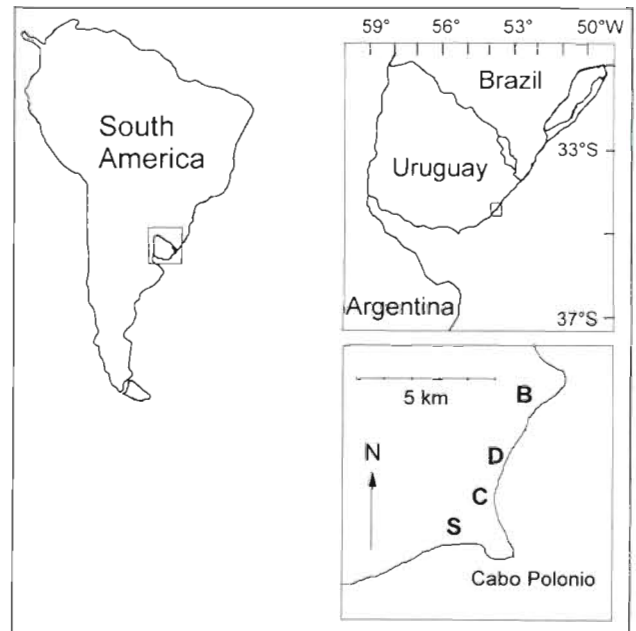 South
America
59° 56° 53° 50°W
Brazil
33°S
Uruguay
Argentina
37°S
B
5 km
D
N
C
S
Cabo Polonio